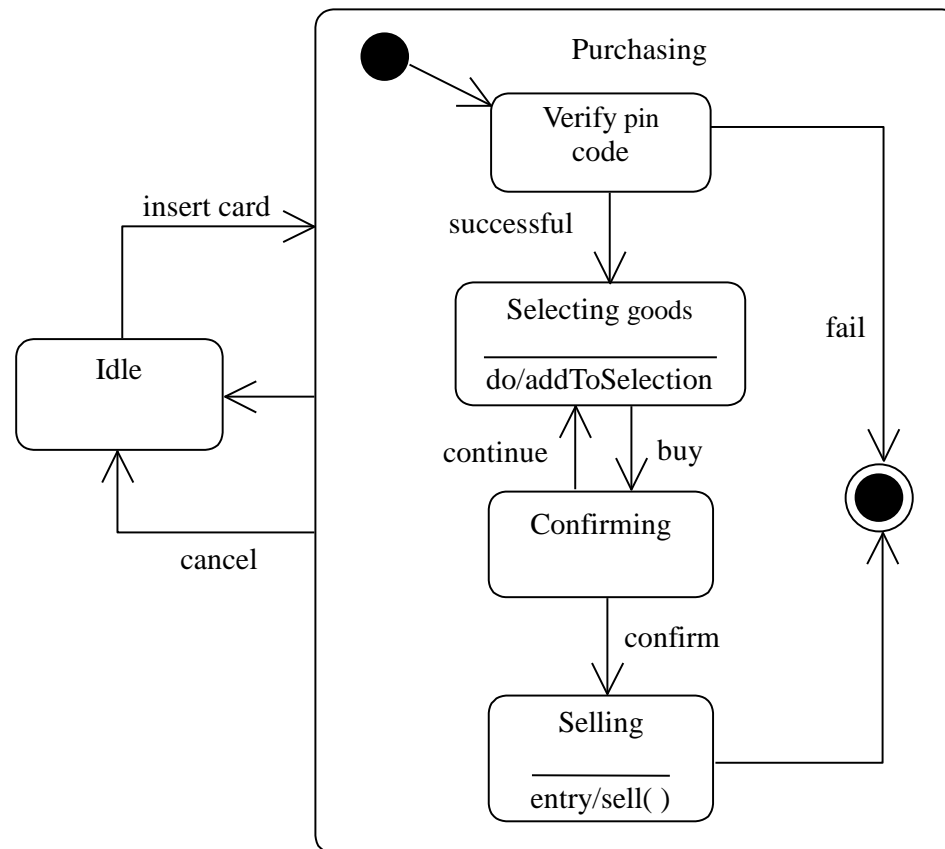 Purchasing
Verify pin
code
insert card
successful
Selecting goods
do/addToSelection
fail
Idle
continue
buy
Confirming
cancel
confirm
Selling
entry/sell( )